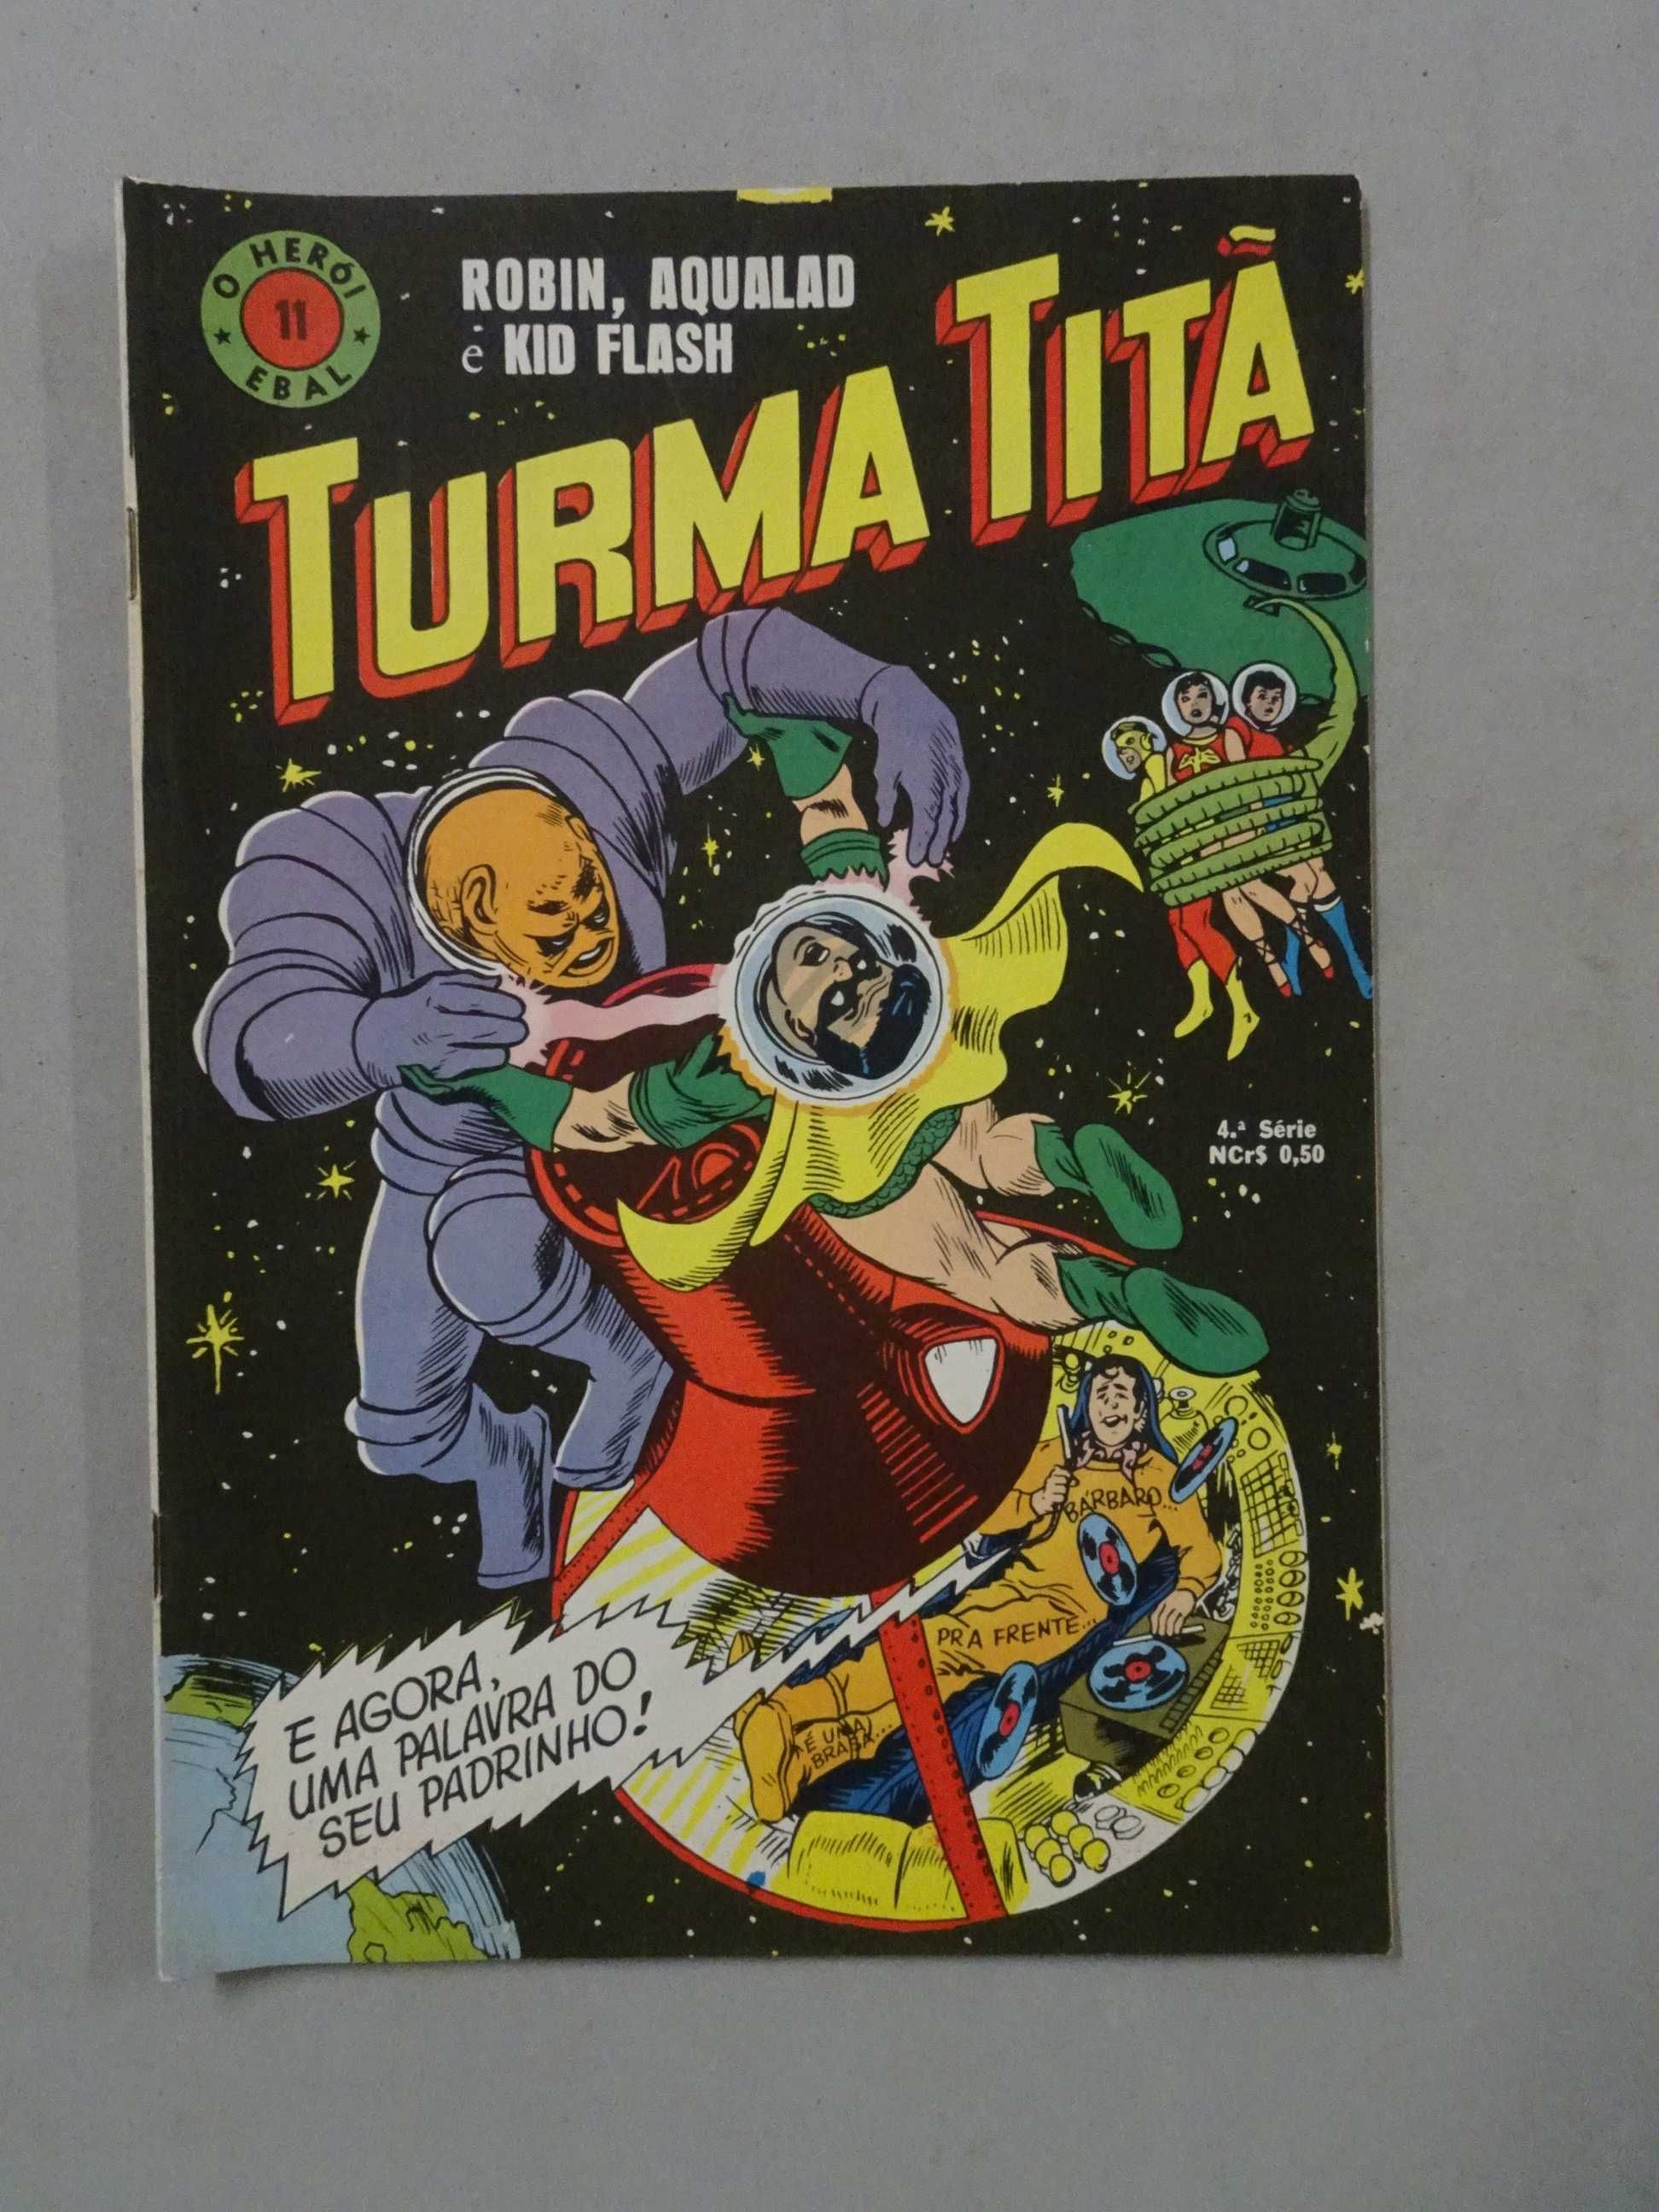 O HERÓI
11
EBAL
ROBIN, AQUALAD
e KID FLASH
TURMA TITÃ
4.ª Série
NCr$ 0,50
BÁRBARO...
PRA FRENTE...
É UMA
BRASA...
E AGORA,
UMA PALAVRA DO
SEU PADRINHO!